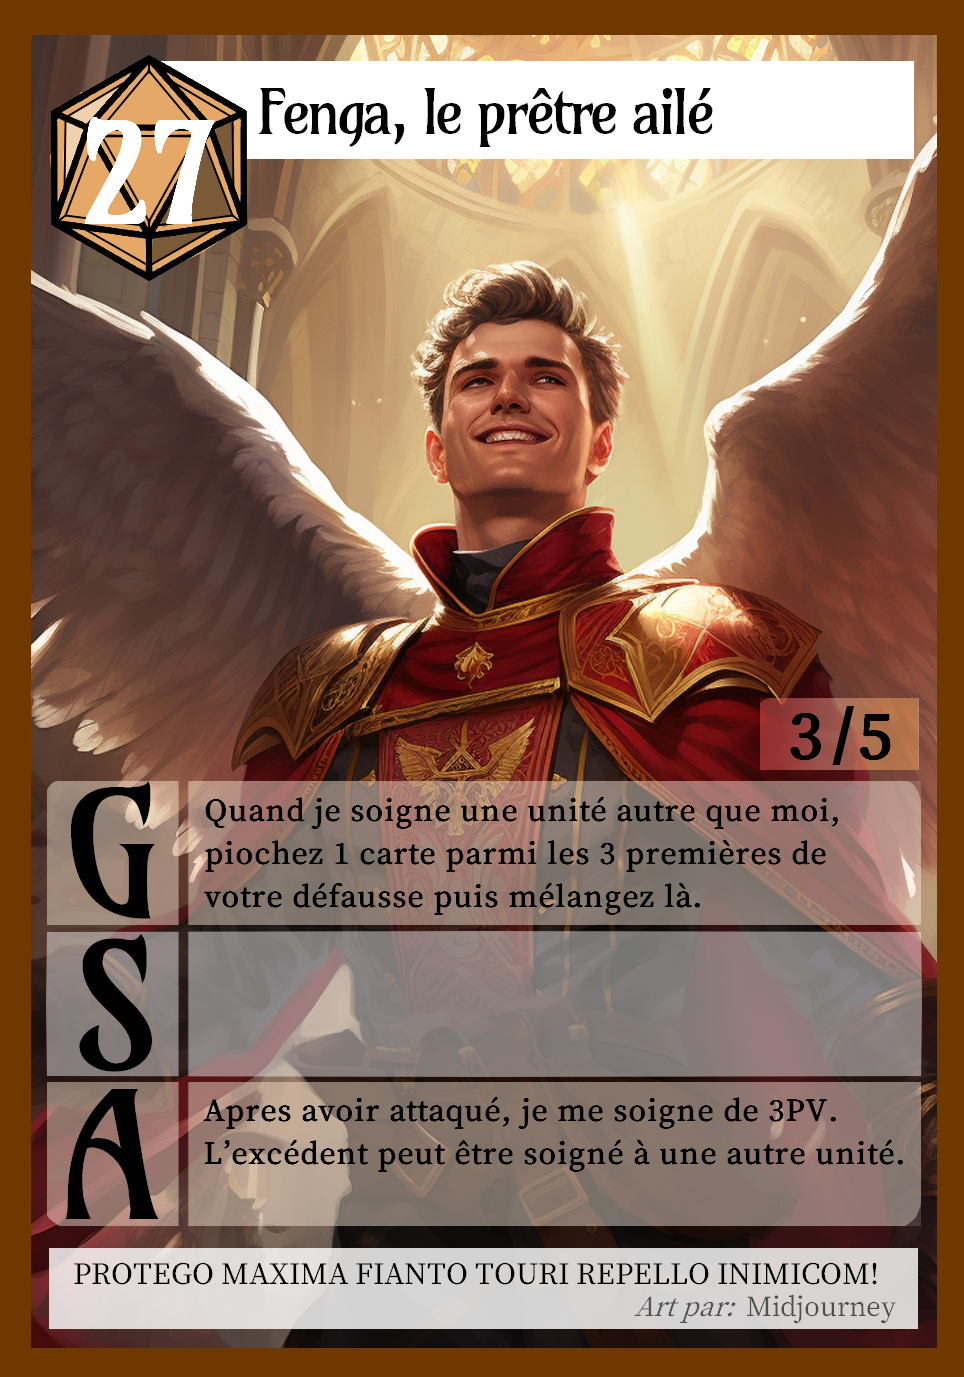 27
Fenga, le prêtre ailé
3/5
G
Quand je soigne une unité autre que moi,
piochez 1 carte parmi les 3 premières de
votre défausse puis mélangez là.
S
A
Apres avoir attaqué, je me soigne de 3PV.
L’excédent peut être soigné à une autre unité.
PROTEGO MAXIMA FIANTO TOURI REPELLO INIMICOM!
Art par: Midjourney